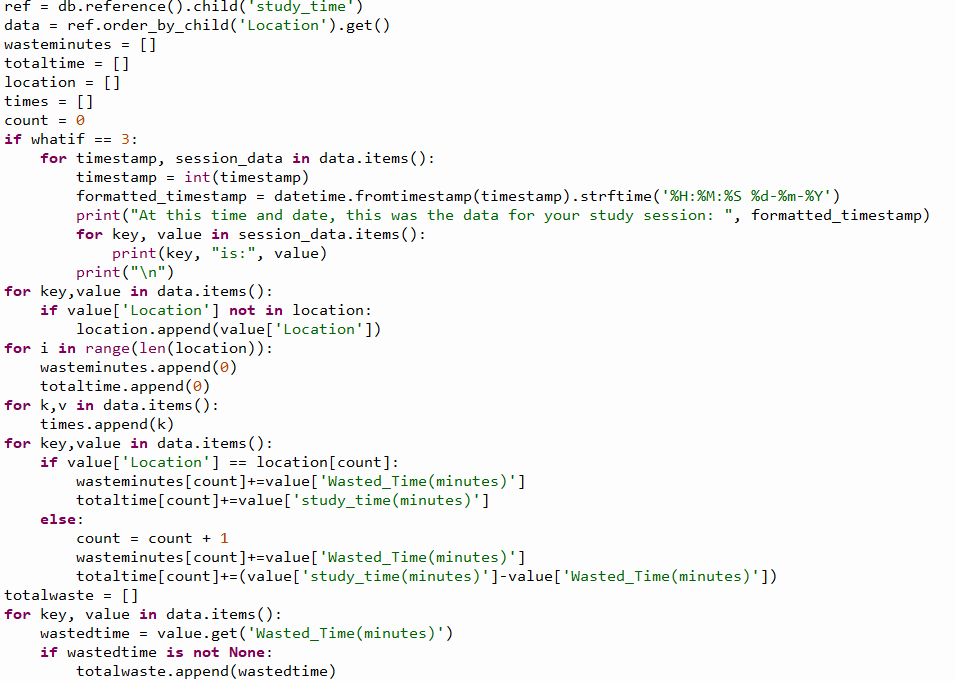 ref = db.reference().child('study_time')
data = ref.order_by_child('Location').get()
wasteminutes = []
totaltime = []
location = []
times = []
count = 0
if whatif == 3:
    for timestamp, session_data in data.items():
        timestamp = int(timestamp)
        formatted_timestamp = datetime.fromtimestamp(timestamp).strftime('%H:%M:%S %d-%m-%Y')
        print("At this time and date, this was the data for your study session: ", formatted_timestamp)
        for key, value in session_data.items():
            print(key, "is:", value)
        print("\n")
for key,value in data.items():
    if value['Location'] not in location:
        location.append(value['Location'])
for i in range(len(location)):
    wasteminutes.append(0)
    totaltime.append(0)
for k,v in data.items():
    times.append(k)
for key,value in data.items():
    if value['Location'] == location[count]:
        wasteminutes[count]+=value['Wasted_Time(minutes)']
        totaltime[count]+=value['study_time(minutes)']
    else:
        count = count + 1
        wasteminutes[count]+=value['Wasted_Time(minutes)']
        totaltime[count]+=(value['study_time(minutes)']-value['Wasted_Time(minutes)'])
totalwaste = []
for key, value in data.items():
    wastedtime = value.get('Wasted_Time(minutes)')
    if wastedtime is not None:
        totalwaste.append(wastedtime)